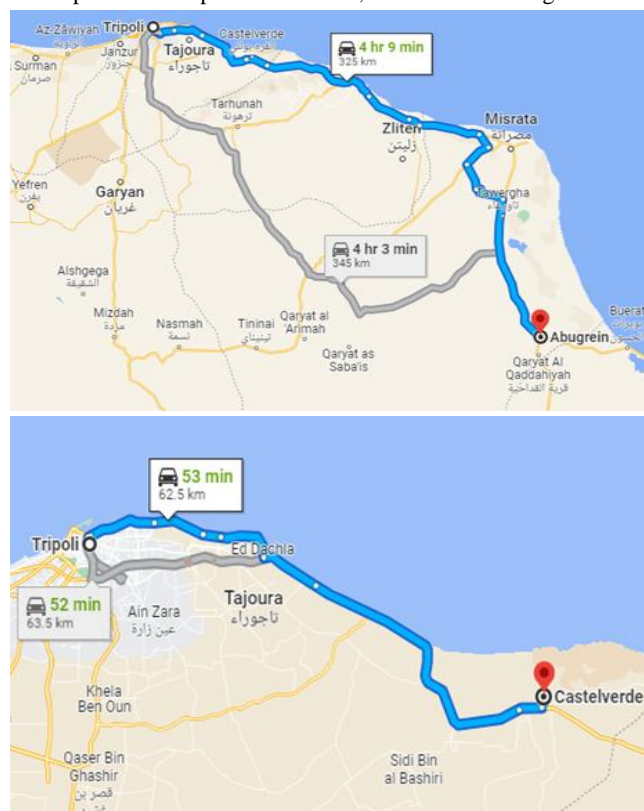 Tripoli
Castelverde
Az-Zāwiyah
Tajoura
تاجوراء
Janzur
جنزور
Surman
صرمان
4 hr 9 min
325 km
Tarhunah
ترهونة
Misrata
مصراتة
Zliten
زليتن
Yefren
يفرن
Garyan
غريان
Tawergha
4 hr 3 min
345 km
Alshgega
الشقيقة
Mizdah
مزدة
Nasmah
نسمة
Tininai
تينيناي
Qaryat al
'Arimah
Qaryat as
Saba'is
Buerat
Abugrein
Qaryat Al
Qaddahiyah
قرية القداحية
53 min
62.5 km
Tripoli
Ed Dachla
52 min
63.5 km
Ain Zara
عين زارة
Tajoura
تاجوراء
Castelverde
Khela
Ben Oun
Sidi Bin
al Bashiri
Qaser Bin
Ghashir
قصر بن